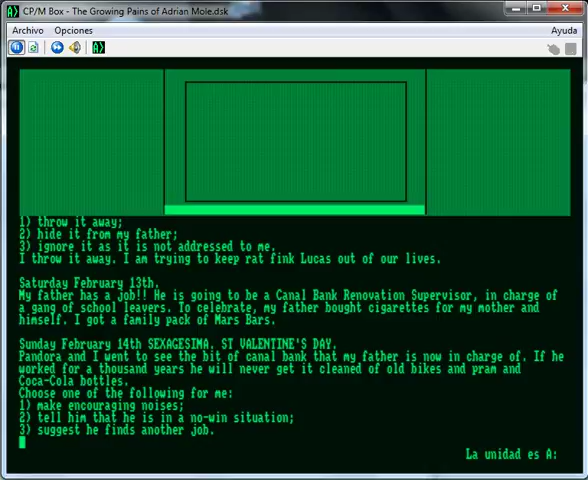 CP/M Box - The Growing Pains of Adrian Mole.dsk
Archivo Opciones Ayuda
A>
1) throw it away;
2) hide it from my father;
3) ignore it as it is not addressed to me.
I throw it away. I am trying to keep rat fink Lucas out of our lives.
Saturday February 13th.
My father has a job!! He is going to be a Canal Bank Renovation Supervisor, in charge of
a gang of school leavers. To celebrate, my father bought cigarettes for my mother and
himself. I got a family pack of Mars Bars.
Sunday February 14th SEXAGESIMA. ST VALENTINE'S DAY.
Pandora and I went to see the bit of canal bank that my father is now in charge of. If he
worked for a thousand years he will never get it cleaned of old bikes and pram and
Coca-Cola bottles.
Choose one of the following for me:
1) make encouraging noises;
2) tell him that he is in a no-win situation;
3) suggest he finds another job.
La unidad es A: